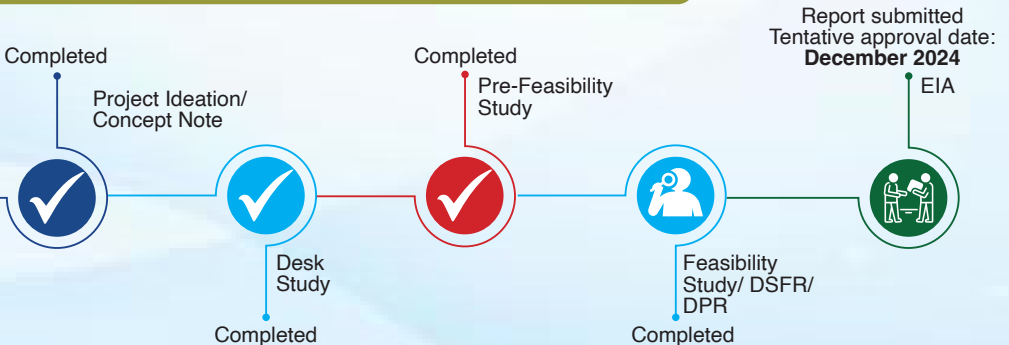 Completed
Project Ideation/
Concept Note
Desk
Study
Completed
Completed
Pre-Feasibility
Study
Feasibility
Study/ DSFR/
DPR
Completed
Report submitted
Tentative approval date:
December 2024
EIA